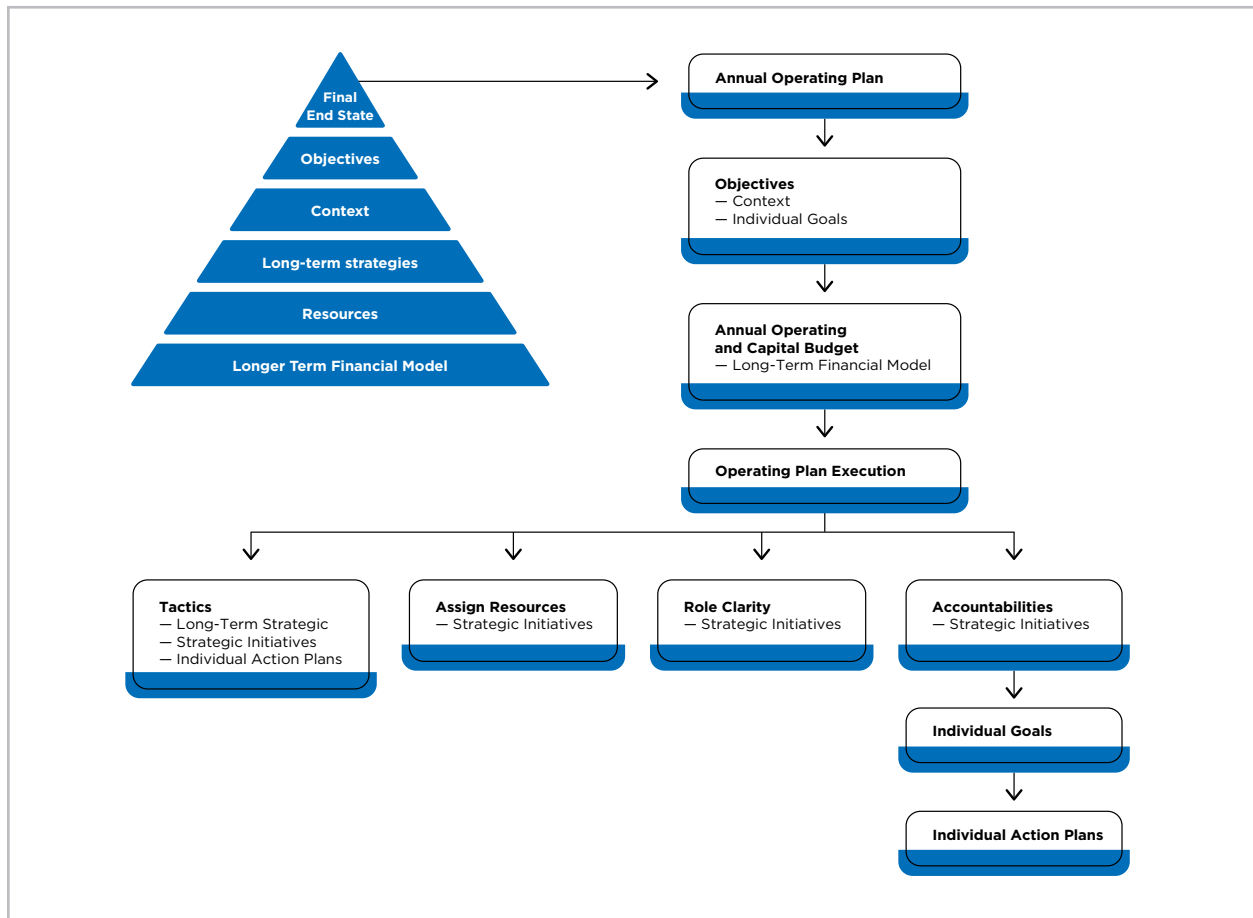 Final
End State
Objectives
Context
Long-term strategies
Resources
Longer Term Financial Model
Annual Operating Plan
Objectives
— Context
— Individual Goals
Annual Operating
and Capital Budget
— Long-Term Financial Model
Operating Plan Execution
Tactics
— Long-Term Strategic
— Strategic Initiatives
— Individual Action Plans
Assign Resources
— Strategic Initiatives
Role Clarity
— Strategic Initiatives
Accountabilities
— Strategic Initiatives
Individual Goals
Individual Action Plans